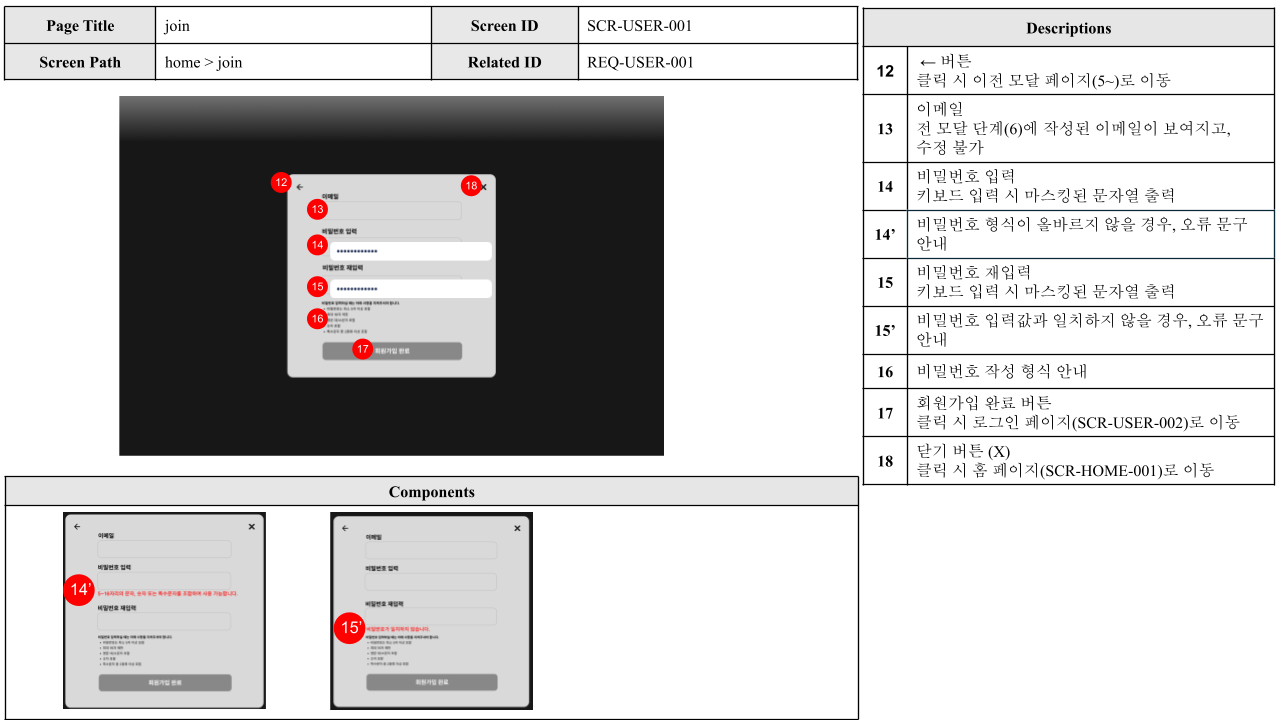 Page Title
join
Screen ID
SCR-USER-001
Screen Path
home > join
Related ID
REQ-USER-001
12
18
이메일
13
비밀번호 입력
14
************
비밀번호 재입력
15
************
16
17
회원가입 완료
Descriptions
12
← 버튼
클릭 시 이전 모달 페이지(5~)로 이동
13
이메일
전 모달 단계(6)에 작성된 이메일이 보여지고,
수정 불가
14
비밀번호 입력
키보드 입력 시 마스킹된 문자열 출력
14’
비밀번호 형식이 올바르지 않을 경우, 오류 문구
안내
15
비밀번호 재입력
키보드 입력 시 마스킹된 문자열 출력
15’
비밀번호 입력값과 일치하지 않을 경우, 오류 문구
안내
16
비밀번호 작성 형식 안내
17
회원가입 완료 버튼
클릭 시 로그인 페이지(SCR-USER-002)로 이동
18
닫기 버튼 (X)
클릭 시 홈 페이지(SCR-HOME-001)로 이동
Components
이메일
비밀번호 입력
14’
비밀번호 재입력
회원가입 완료
이메일
비밀번호 입력
비밀번호 재입력
15’
비밀번호가 일치하지 않습니다.
회원가입 완료